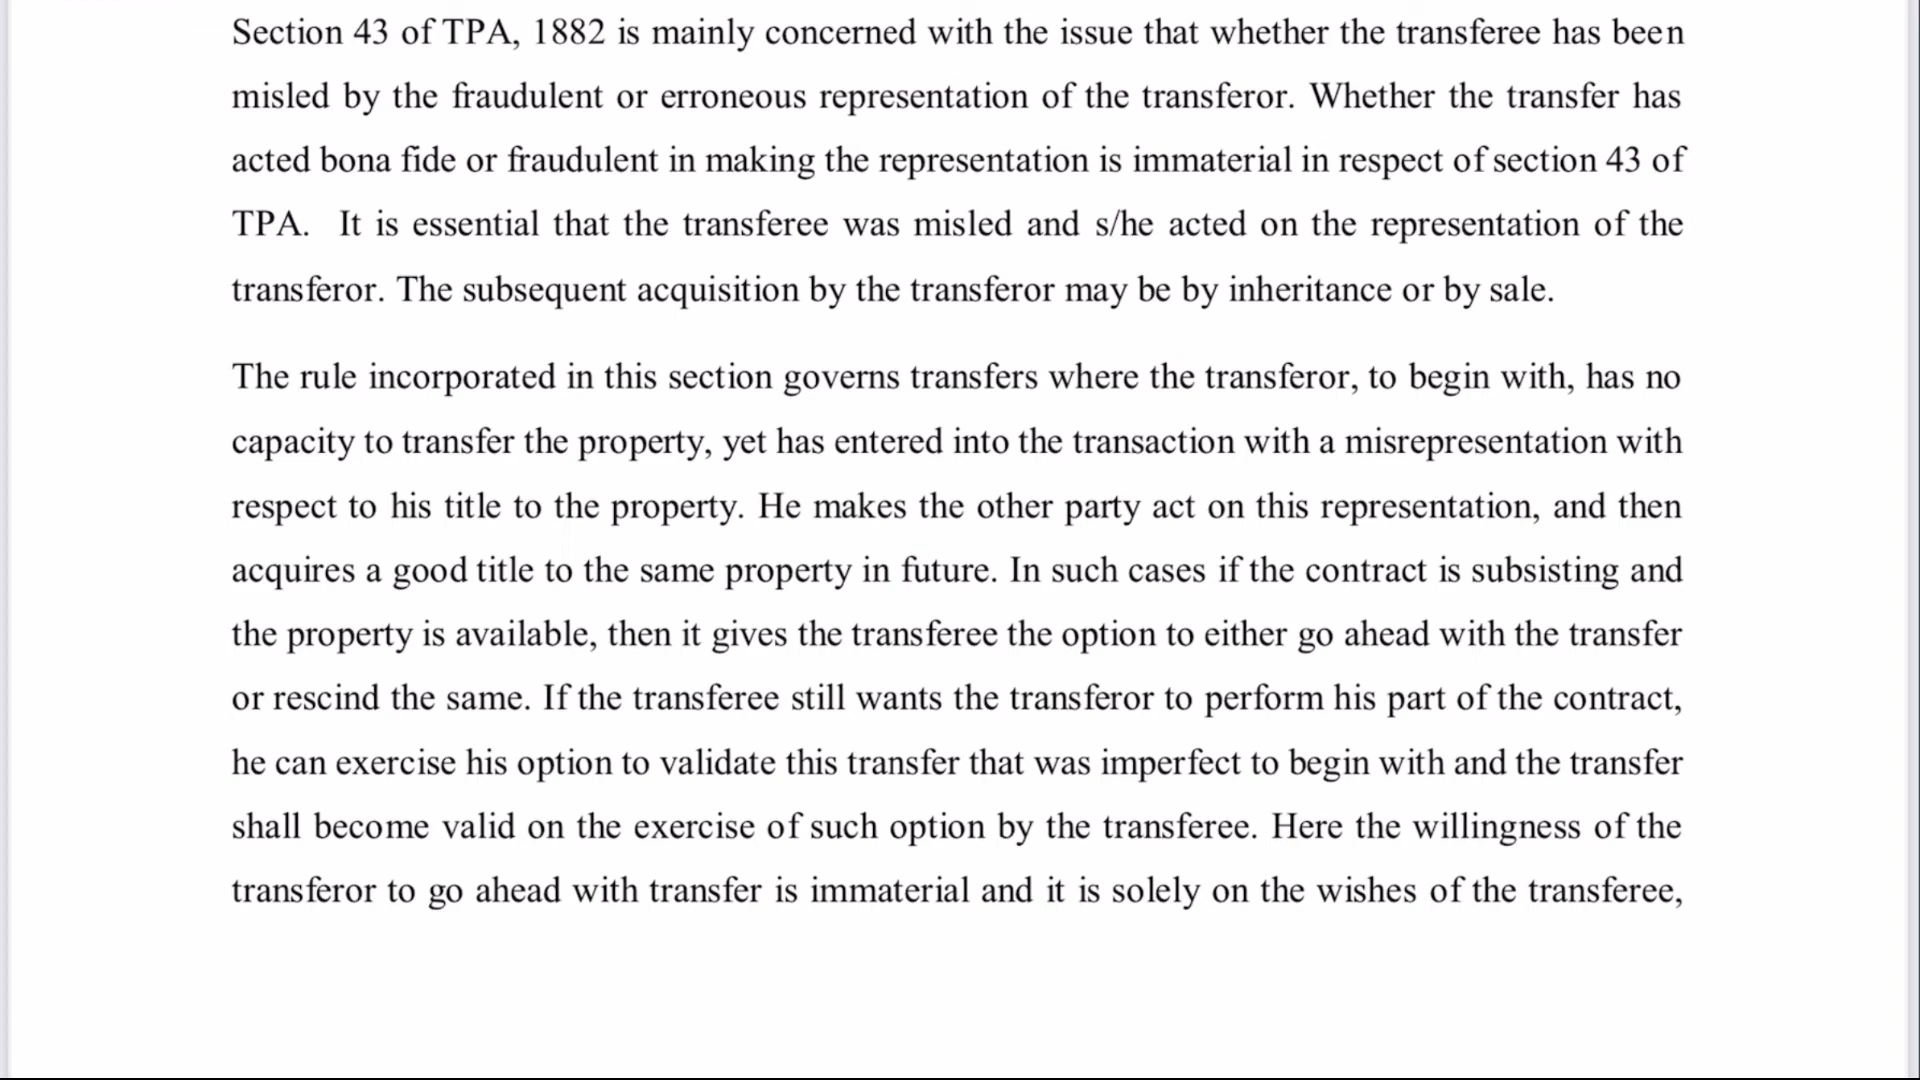 Section 43 of TPA, 1882 is mainly concerned with the issue that whether the transferee has been
misled by the fraudulent or erroneous representation of the transferor. Whether the transfer has
acted bona fide or fraudulent in making the representation is immaterial in respect of section 43 of
TPA. It is essential that the transferee was misled and s/he acted on the representation of the
transferor. The subsequent acquisition by the transferor may be by inheritance or by sale.
The rule incorporated in this section governs transfers where the transferor, to begin with, has no
capacity to transfer the property, yet has entered into the transaction with a misrepresentation with
respect to his title to the property. He makes the other party act on this representation, and then
acquires a good title to the same property in future. In such cases if the contract is subsisting and
the property is available, then it gives the transferee the option to either go ahead with the transfer
or rescind the same. If the transferee still wants the transferor to perform his part of the contract,
he can exercise his option to validate this transfer that was imperfect to begin with and the transfer
shall become valid on the exercise of such option by the transferee. Here the willingness of the
transferor to go ahead with transfer is immaterial and it is solely on the wishes of the transferee,